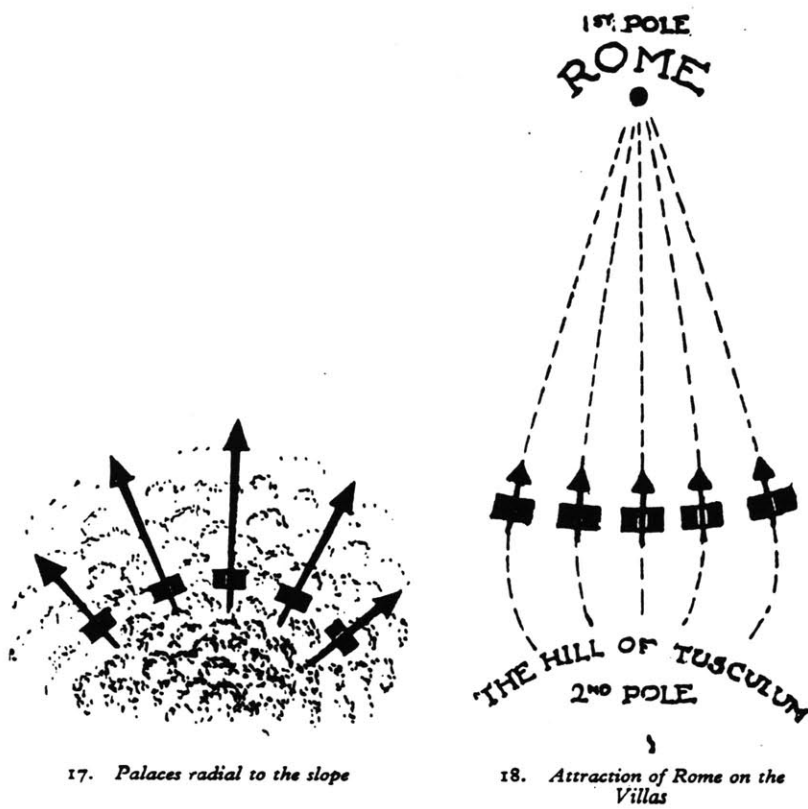 1ST POLE
ROME
THE HILL OF TUSCULUM
2ND POLE
17. Palaces radial to the slope
18. Attraction of Rome on the
Villas